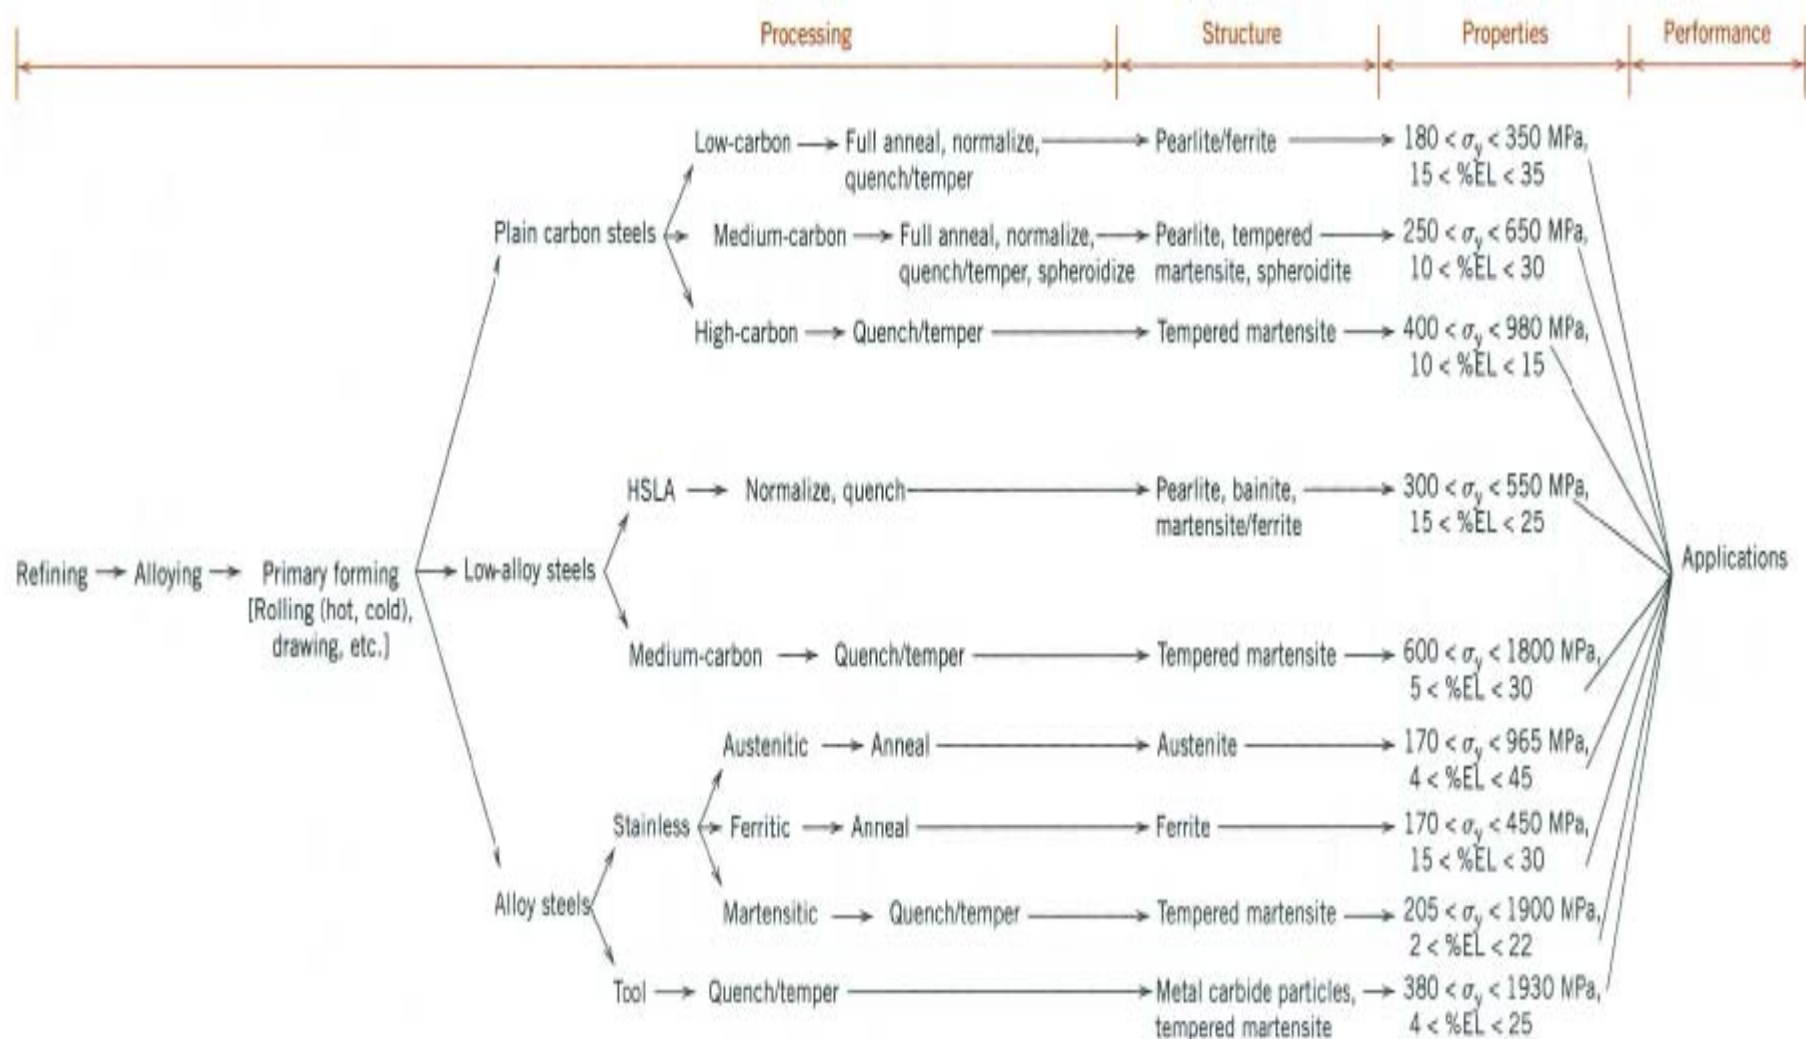 Processing
Structure
Properties
Performance
Low-carbon
Full anneal, normalize,
quench/temper
Pearlite/ferrite
180 < σy < 350 MPa,
15 < %EL < 35
Plain carbon steels
Medium-carbon
Full anneal, normalize,
quench/temper, spheroidize
Pearlite, tempered
martensite, spheroidite
250 < σy < 650 MPa,
10 < %EL < 30
High-carbon
Quench/temper
Tempered martensite
400 < σy < 980 MPa,
10 < %EL < 15
HSLA
Normalize, quench
Pearlite, bainite,
martensite/ferrite
300 < σy < 550 MPa,
15 < %EL < 25
Refining
Alloying
Primary forming
[Rolling (hot, cold),
drawing, etc.]
Low-alloy steels
Applications
Medium-carbon
Quench/temper
Tempered martensite
600 < σy < 1800 MPa,
5 < %EL < 30
Austenitic
Anneal
Austenite
170 < σy < 965 MPa,
4 < %EL < 45
Stainless
Ferritic
Anneal
Ferrite
170 < σy < 450 MPa,
15 < %EL < 30
Alloy steels
Martensitic
Quench/temper
Tempered martensite
205 < σy < 1900 MPa,
2 < %EL < 22
Tool
Quench/temper
Metal carbide particles,
tempered martensite
380 < σy < 1930 MPa,
4 < %EL < 25